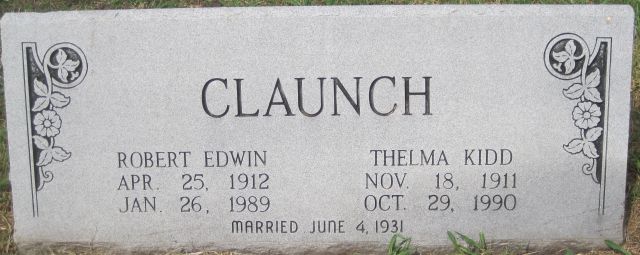 CLAUNCH
ROBERT EDWIN THELMA KIDD
APR. 25, 1912 NOV. 18, 1911
JAN. 26, 1989 OCT. 29, 1990
MARRIED JUNE 4, 1931